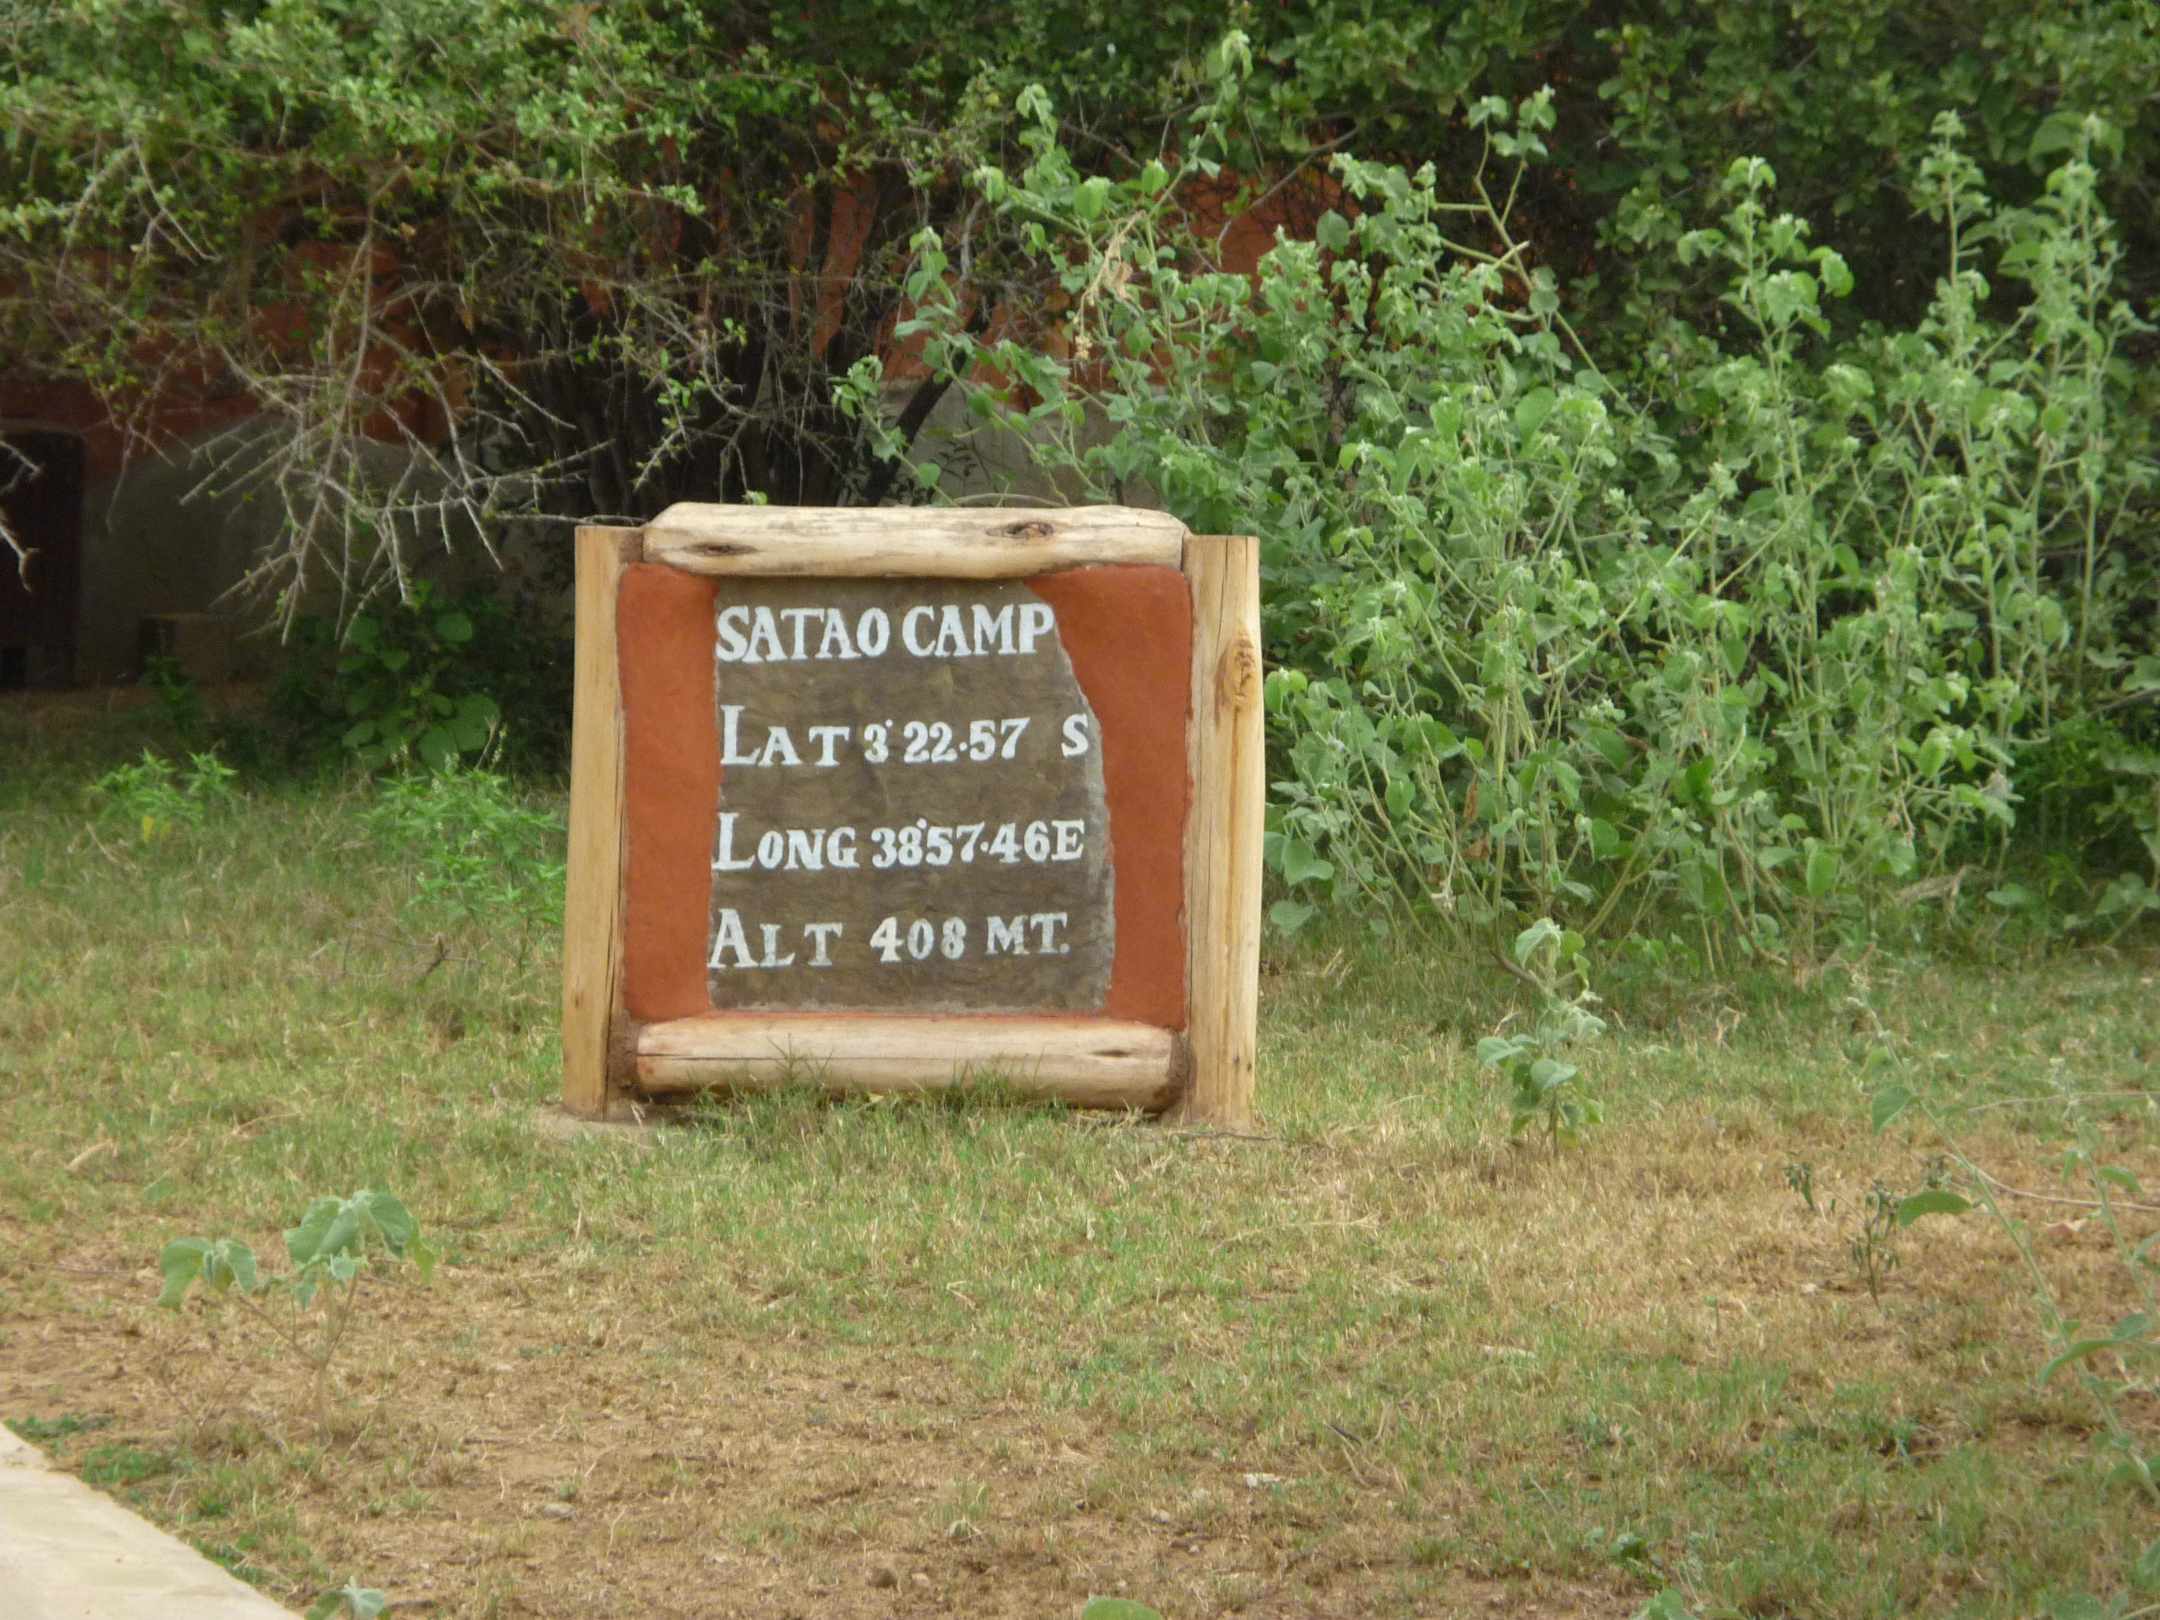 SATAO CAMP
LAT 3° 22.57 S
LONG 38°57.46E
ALT 408 MT.